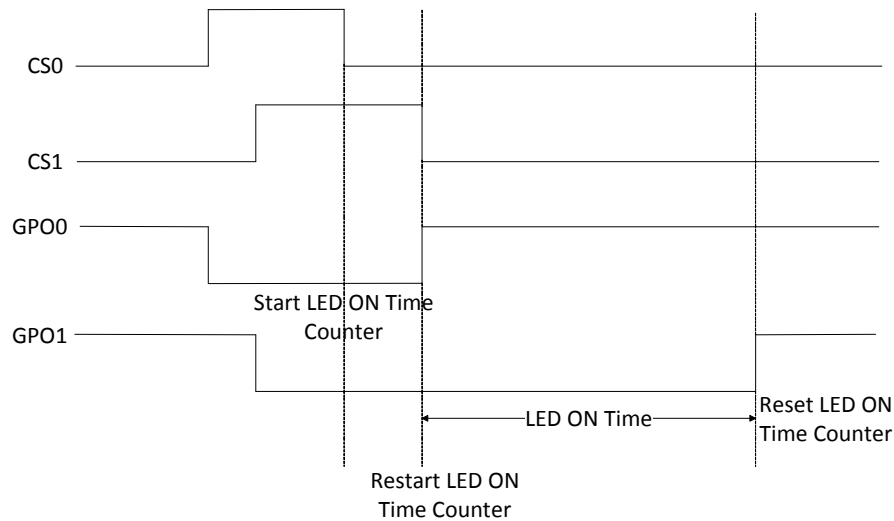 CS0
CS1
GPO0
Start LED ON Time
Counter
GPO1
LED ON Time
Reset LED ON
Time Counter
Restart LED ON
Time Counter